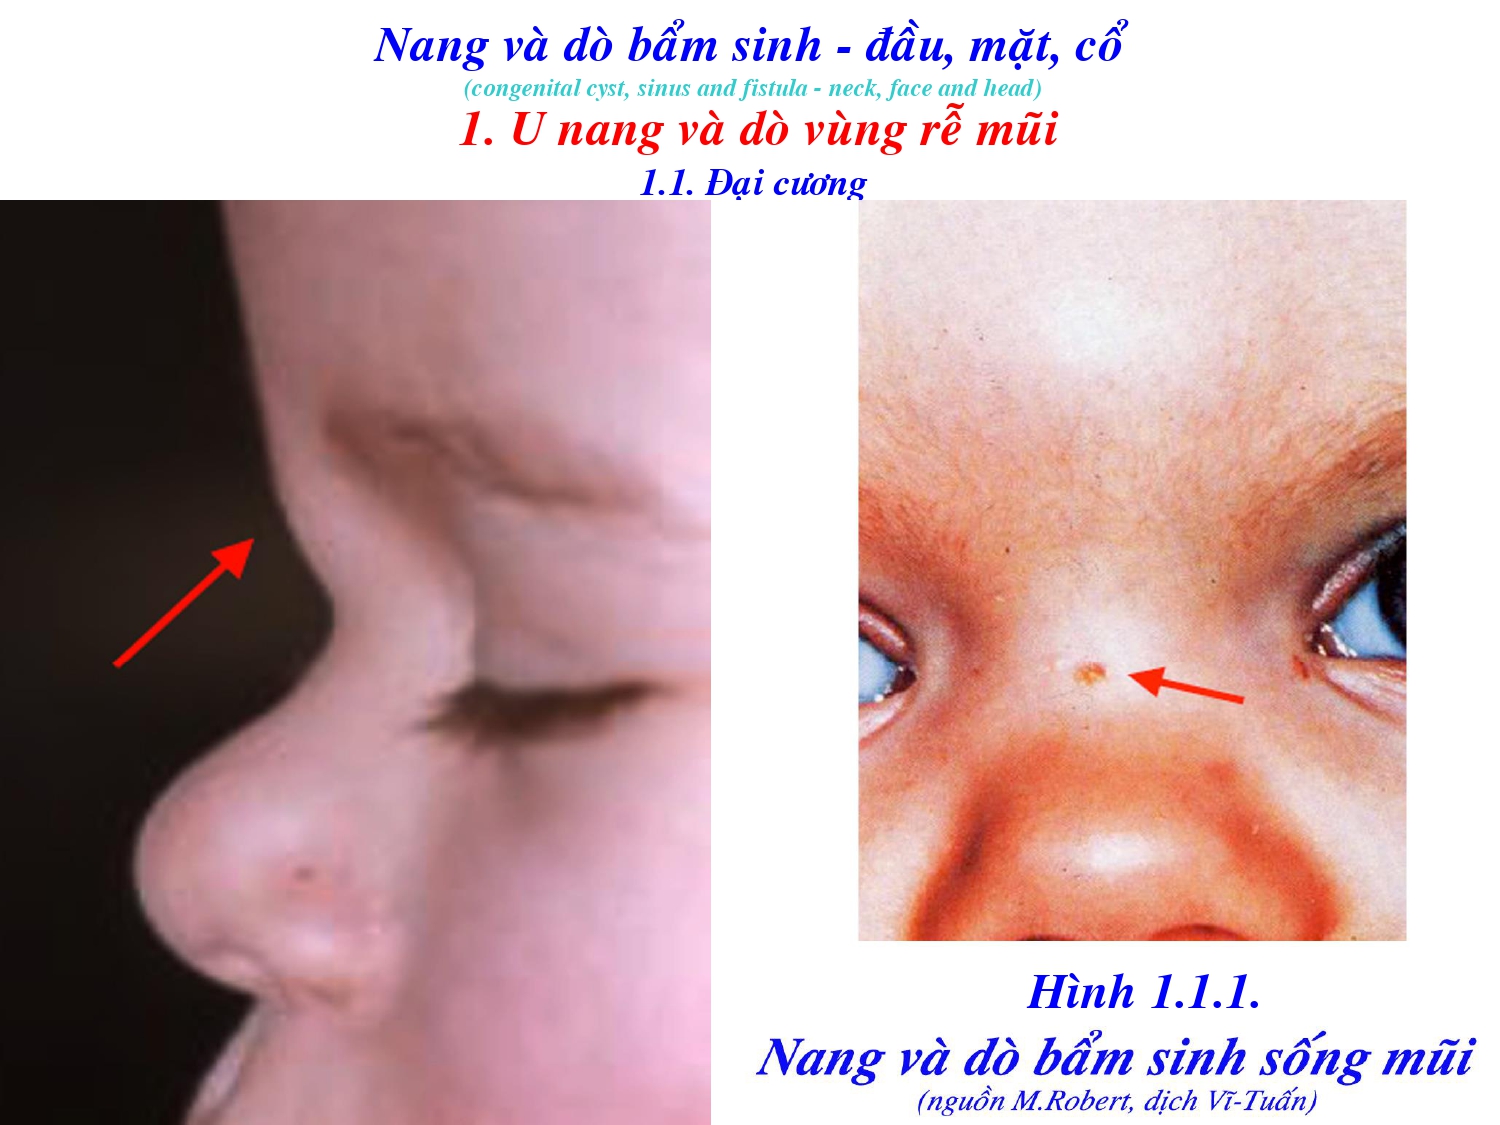 Nang và dò bẩm sinh - đầu, mặt, cổ
(congenital cyst, sinus and fistula - neck, face and head)
1. U nang và dò vùng rễ mũi
1.1. Đại cương
Hình 1.1.1.
Nang và dò bẩm sinh sống mũi
(nguồn M.Robert, dịch Vĩ-Tuấn)